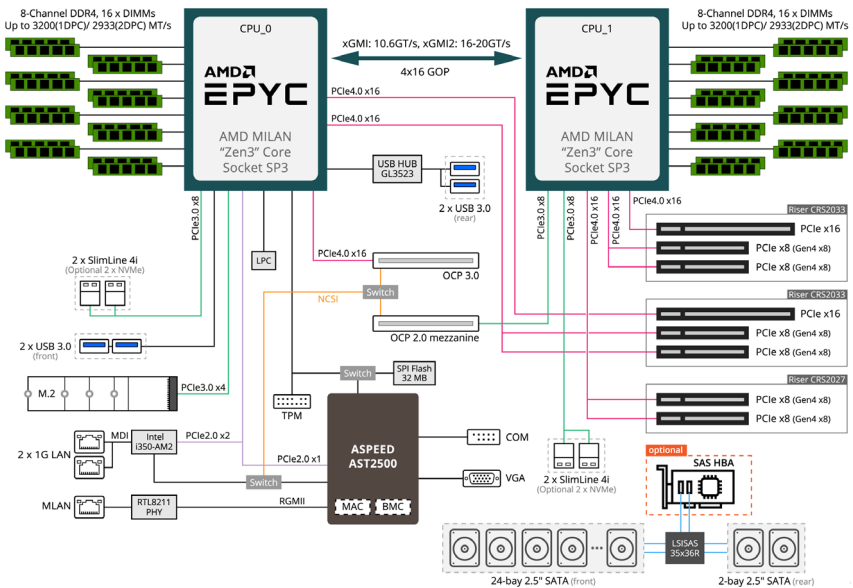 8-Channel DDR4, 16 x DIMMs
Up to 3200(1DPC)/ 2933(2DPC) MT/s
CPU_0
xGMI: 10.6GT/s, xGMI2: 16-20GT/s
4x16 GOP
CPU_1
8-Channel DDR4, 16 x DIMMs
Up to 3200(1DPC)/ 2933(2DPC) MT/s
AMD
EPYC
AMD MILAN
"Zen3" Core
Socket SP3
AMD
EPYC
AMD MILAN
"Zen3" Core
Socket SP3
PCIe4.0 x16
PCIe4.0 x16
USB HUB
GL3523
2 x USB 3.0
(rear)
PCIe3.0 x8
PCIe3.0 x8
PCIe3.0 x8
PCIe4.0 x16
PCIe4.0 x16
PCIe4.0 x16
Riser CRS2033
PCIe x16
PCIe x8 (Gen4 x8)
PCIe x8 (Gen4 x8)
LPC
PCIe4.0 x16
OCP 3.0
2 x SlimLine 4i
(Optional 2 x NVMe)
NCSI
Switch
OCP 2.0 mezzanine
Riser CRS2033
PCIe x16
PCIe x8 (Gen4 x8)
PCIe x8 (Gen4 x8)
2 x USB 3.0
(front)
M.2
PCIe3.0 x4
Switch
SPI Flash
32 MB
TPM
Riser CRS2027
PCIe x8 (Gen4 x8)
PCIe x8 (Gen4 x8)
2 x 1G LAN
MDI
Intel
i350-AM2
PCIe2.0 x2
PCIe2.0 x1
ASPEED
AST2500
COM
VGA
2 x SlimLine 4i
(Optional 2 x NVMe)
optional
SAS HBA
Switch
MLAN
RTL8211
PHY
RGMII
MAC
BMC
LSISAS
35x36R
24-bay 2.5" SATA (front)
2-bay 2.5" SATA (rear)